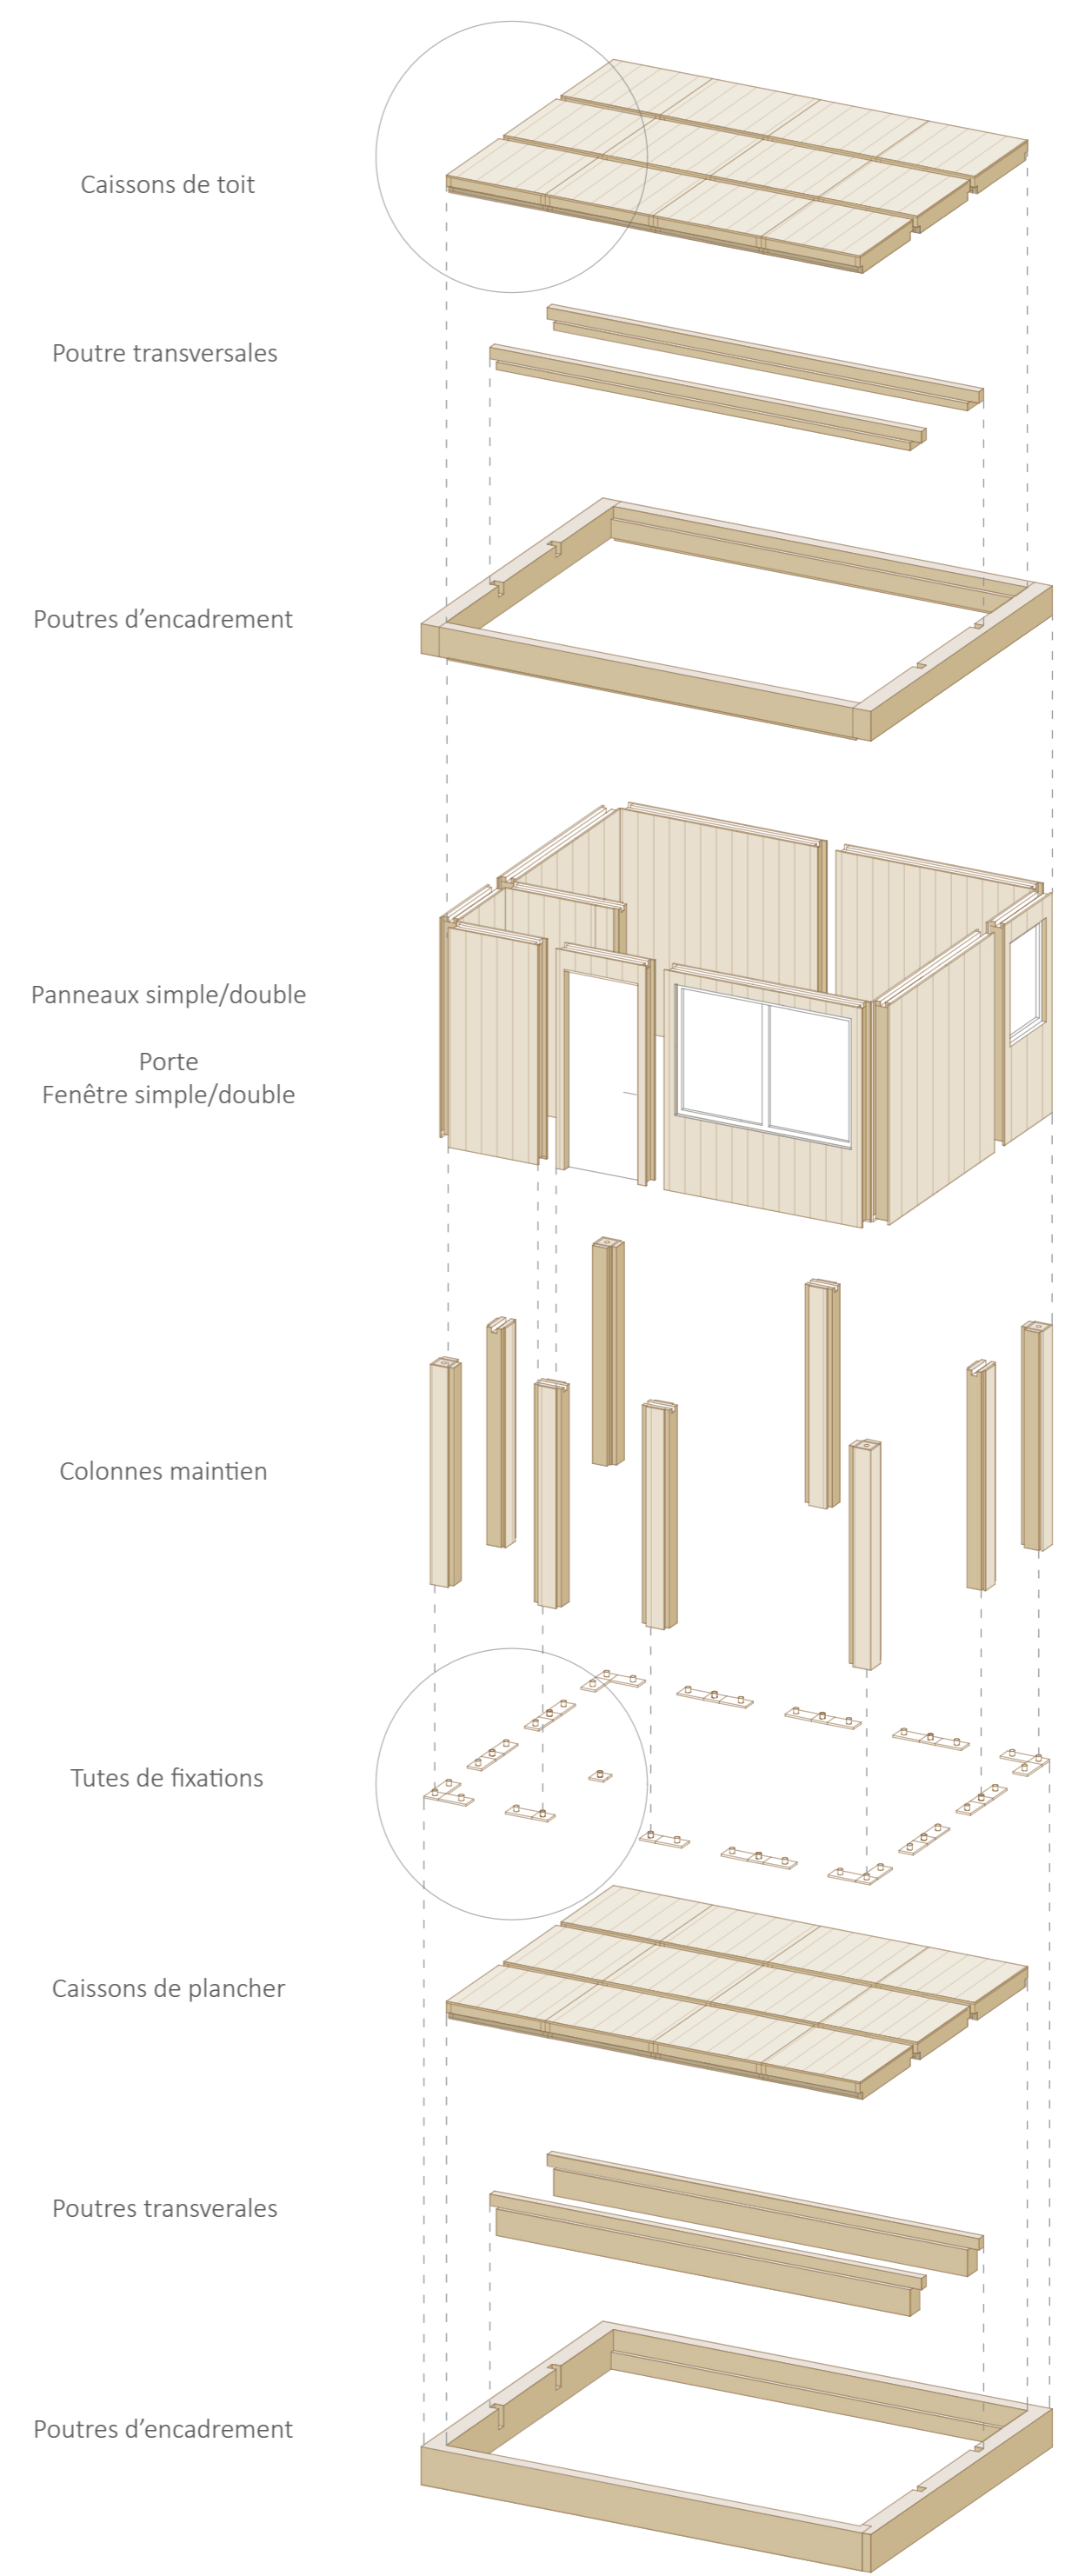 Caissons de toit
Poutre transversales
Poutres d’encadrement
Panneaux simple/double
Porte
Fenêtre simple/double
Colonnes maintien
Tutes de fixations
Caissons de plancher
Poutres transverales
Poutres d’encadrement